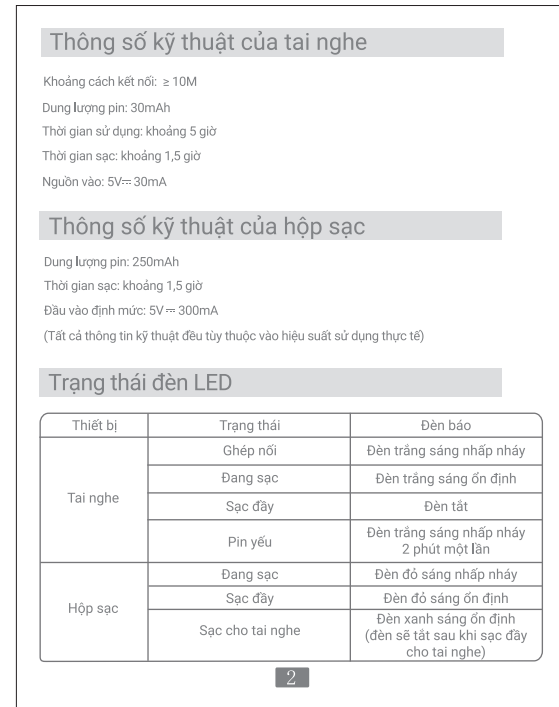 Thông số kỹ thuật của tai nghe
Khoảng cách kết nối: ≥ 10M
Dung lượng pin: 30mAh
Thời gian sử dụng: khoảng 5 giờ
Thời gian sạc: khoảng 1,5 giờ
Nguồn vào: 5V⎓ 30mA
Thông số kỹ thuật của hộp sạc
Dung lượng pin: 250mAh
Thời gian sạc: khoảng 1,5 giờ
Đầu vào định mức: 5V ⎓ 300mA
(Tất cả thông tin kỹ thuật đều tùy thuộc vào hiệu suất sử dụng thực tế)
Trạng thái đèn LED
Thiết bị Trạng thái Đèn báo
Tai nghe
Ghép nối Đèn trắng sáng nhấp nháy
Đang sạc Đèn trắng sáng ổn định
Sạc đầy Đèn tắt
Pin yếu Đèn trắng sáng nhấp nháy
2 phút một lần
Hộp sạc
Đang sạc Đèn đỏ sáng nhấp nháy
Sạc đầy Đèn đỏ sáng ổn định
Sạc cho tai nghe Đèn xanh sáng ổn định
(đèn sẽ tắt sau khi sạc đầy
cho tai nghe)
2